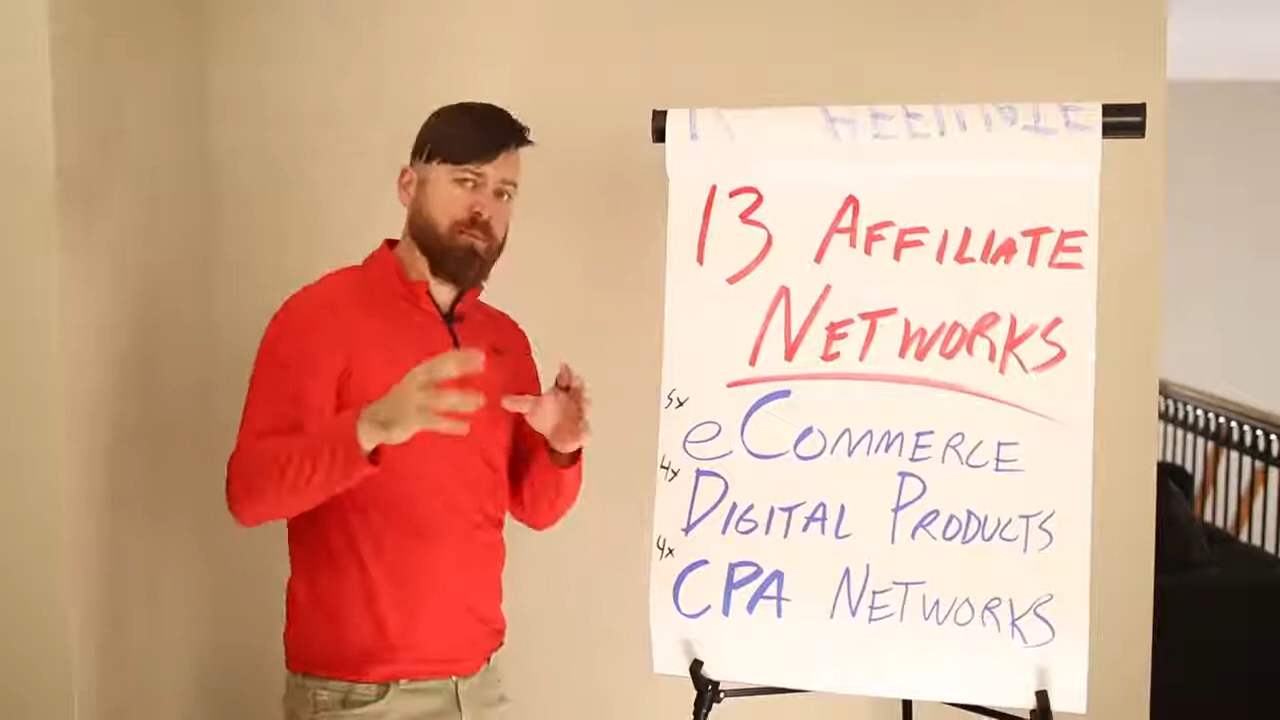 13 AFFILIATE
NETWORKS
5x
eCOMMERCE
4x
DIGITAL PRODUCTS
4x
CPA NETWORKS